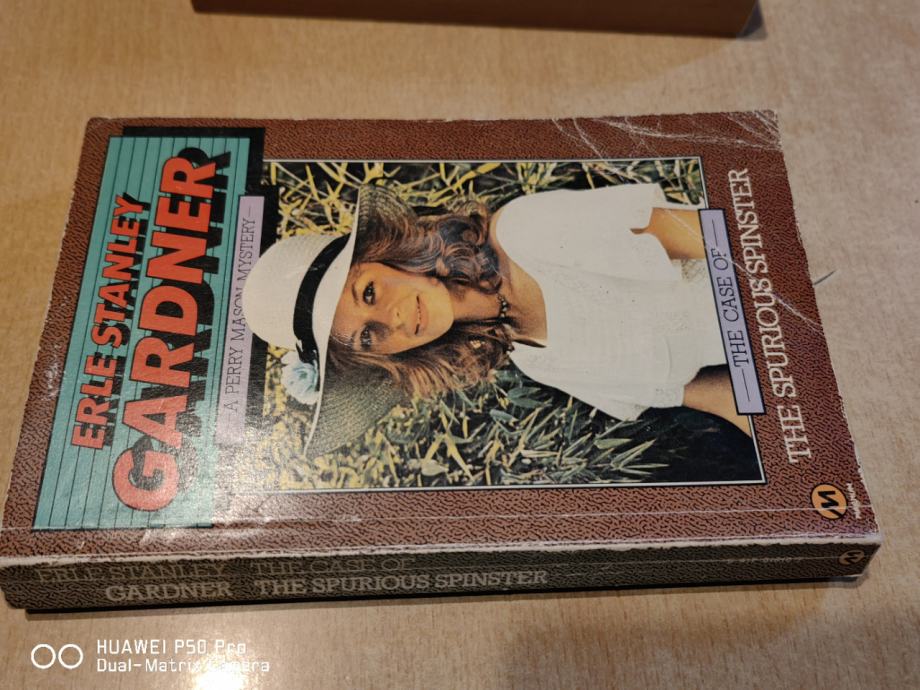 ERLE STANLEY
GARDNER
A PERRY MASON MYSTERY
THE CASE OF
THE SPURIOUS SPINSTER
ERLE STANLEY
GARDNER
THE CASE OF
THE SPURIOUS SPINSTER
HUAWEI P50 Pro
Dual-Matrix Camera